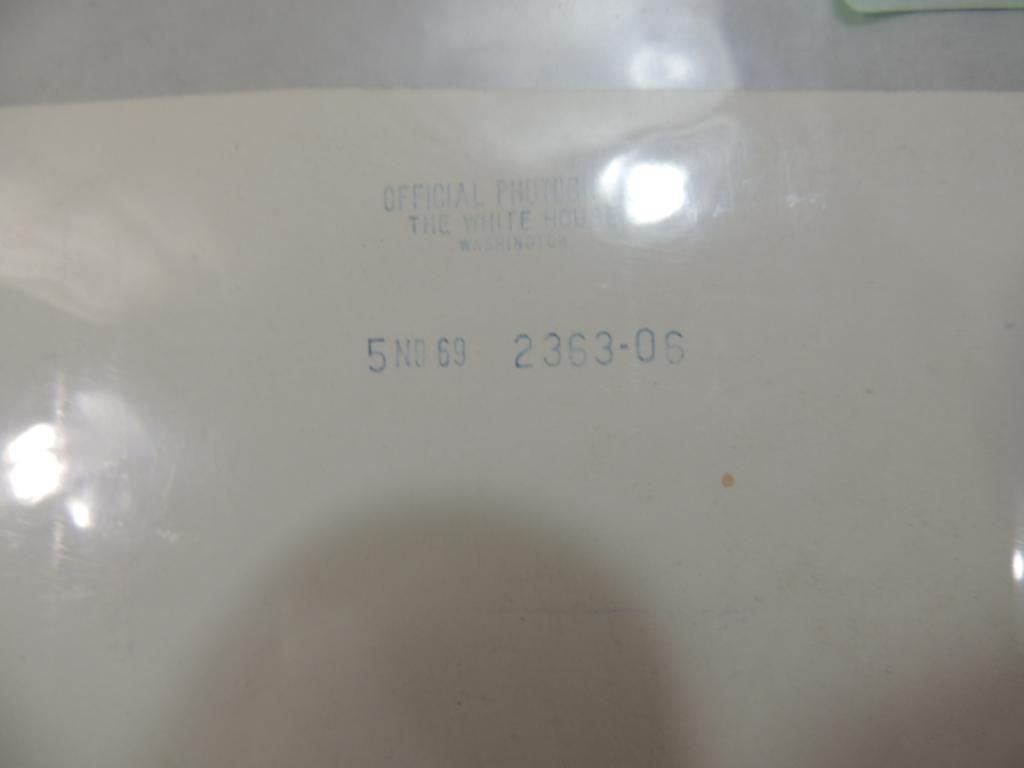 OFFICIAL
THE WHITE HOUSE
WASHINGTON
5 NO 69 2363-06